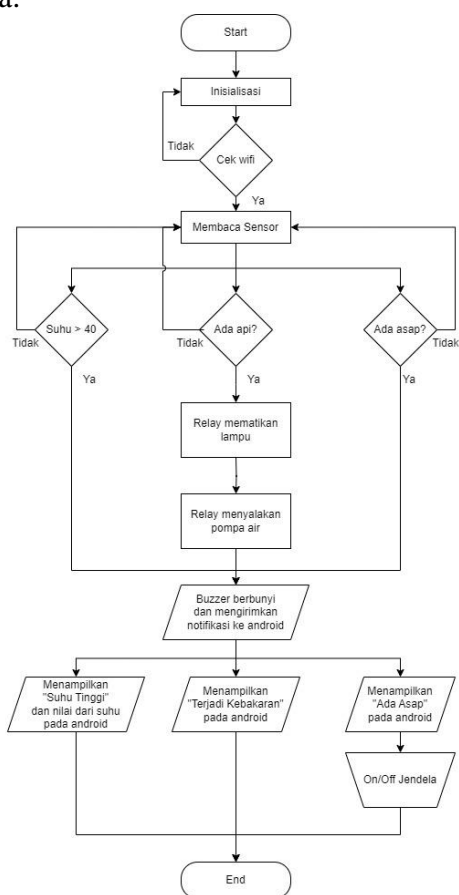 a.
Start
Inisialisasi
Tidak
Cek wifi
Ya
Membaca Sensor
Suhu > 40
Ada api?
Ada asap?
Tidak
Tidak
Tidak
Ya
Ya
Ya
Relay mematikan
lampu
Relay menyalakan
pompa air
Buzzer berbunyi
dan mengirimkan
notifikasi ke android
Menampilkan
"Suhu Tinggi"
dan nilai dari suhu
pada android
Menampilkan
"Terjadi Kebakaran"
pada android
Menampilkan
"Ada Asap"
pada android
On/Off Jendela
End